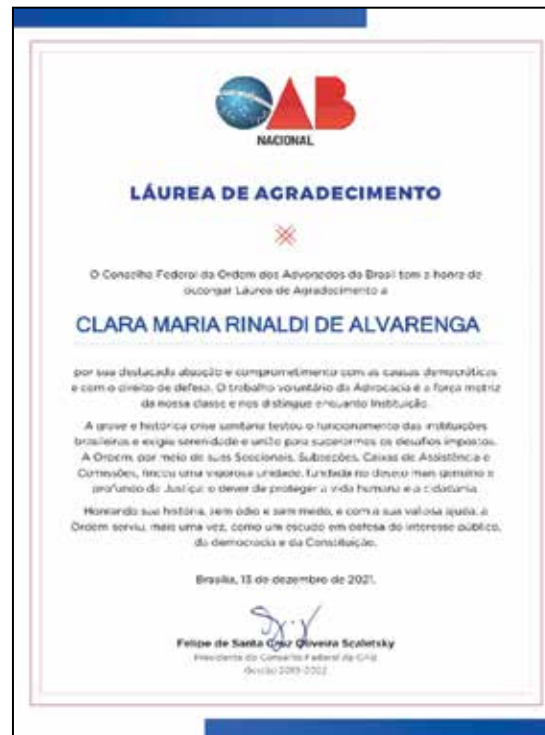 OAB
NACIONAL
LÁUREA DE AGRADECIMENTO
O Conselho Federal da Ordem dos Advogados do Brasil tem a honra de
outorgar Láurea de Agradecimento a
CLARA MARIA RINALDI DE ALVARENGA
por sua destacada atuação e comprometimento com as causas democráticas
e com o direito de defesa. O trabalho voluntário da Advocacia é a força motriz
da nossa classe e nos distingue enquanto Instituição.
A grave e histórica crise sanitária testou o funcionamento das instituições
brasileiras e exigiu serenidade e união para superarmos os desafios impostos.
A Ordem, por meio de suas Seccionais, Subseções, Caixas de Assistência e
Comissões, fincou uma vigorosa unidade, fundada no desejo mais genuíno e
profundo de Justiça: o dever de proteger a vida humana e a cidadania.
Honrando sua história, sem ódio e sem medo, e com a sua valiosa ajuda, a
Ordem serviu, mais uma vez, como um escudo em defesa do interesse público,
da democracia e da Constituição.
Brasília, 13 de dezembro de 2021.
Felipe de Santa Cruz Oliveira Scaletsky
Presidente do Conselho Federal da OAB
Gestão 2019-2022